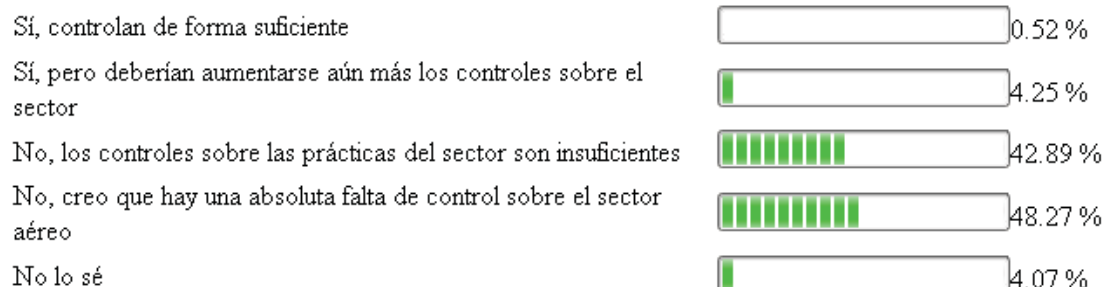 Sí, controlan de forma suficiente 0.52 %
Sí, pero deberían aumentarse aún más los controles sobre el
sector 4.25 %
No, los controles sobre las prácticas del sector son insuficientes 42.89 %
No, creo que hay una absoluta falta de control sobre el sector
aéreo 48.27 %
No lo sé 4.07 %